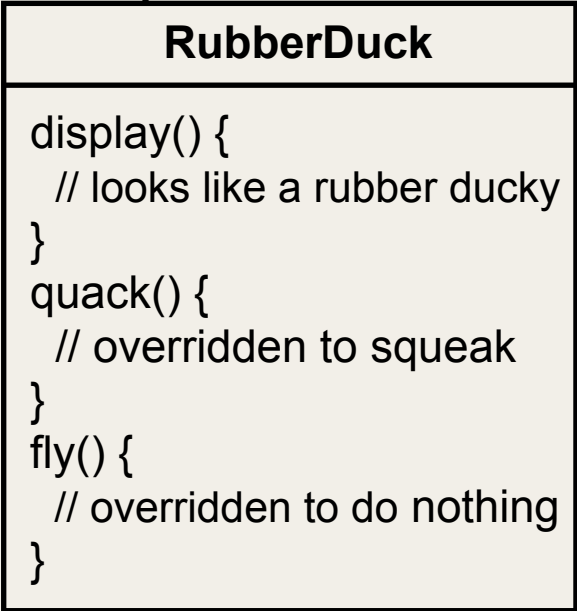 RubberDuck
display() {
// looks like a rubber ducky
}
quack() {
// overridden to squeak
}
fly() {
// overridden to do nothing
}